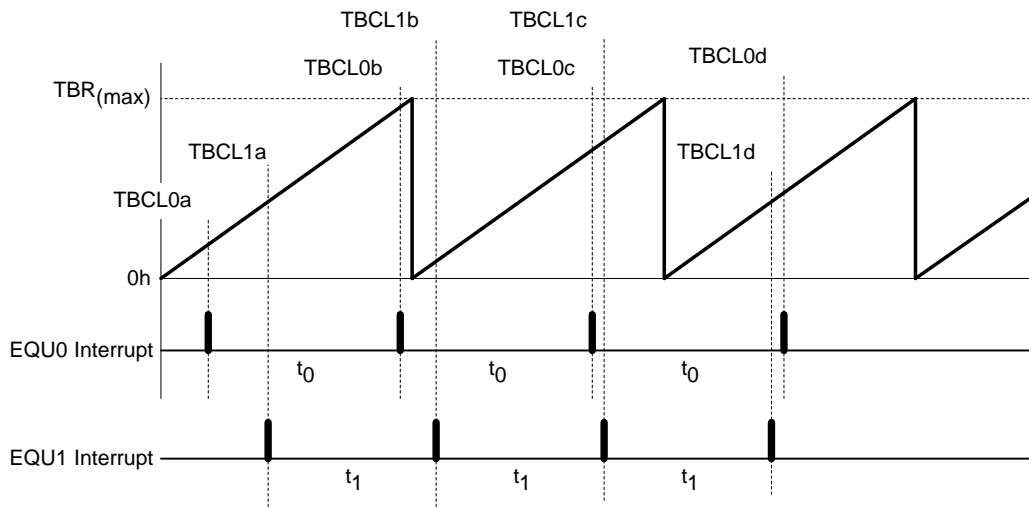 TBCL1b
TBCL1c
TBCL0b
TBCL0c
TBCL0d
TBR(max)
TBCL1a
TBCL1d
TBCL0a
0h
EQU0 Interrupt
t0
t0
t0
EQU1 Interrupt
t1
t1
t1